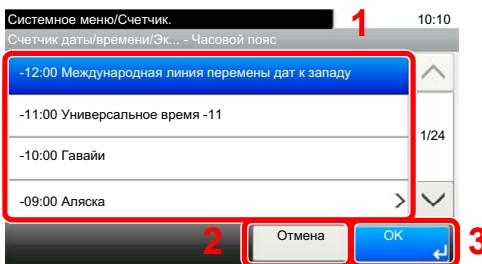 Системное меню/Счетчик.
1
10:10
Счетчик даты/времени/Эк... - Часовой пояс
-12:00 Международная линия перемены дат к западу
-11:00 Универсальное время -11
1/24
-10:00 Гавайи
-09:00 Аляска
2
Отмена
OK
3